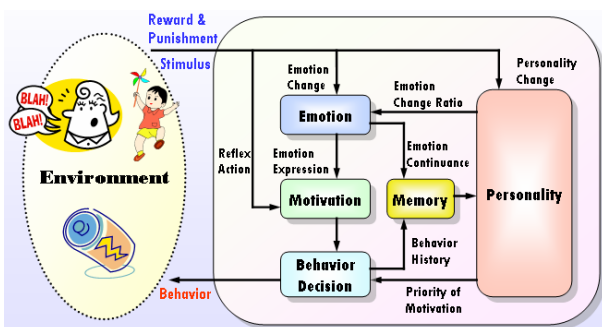 Reward &
Punishment
Stimulus
Personality
Change
Emotion
Change
Emotion
Change Ratio
BLAH!
BLAH!
Emotion
Reflex
Action
Emotion
Expression
Emotion
Continuance
Environment
Motivation
Memory
Personality
Behavior
Decision
Behavior
History
Behavior
Priority of
Motivation